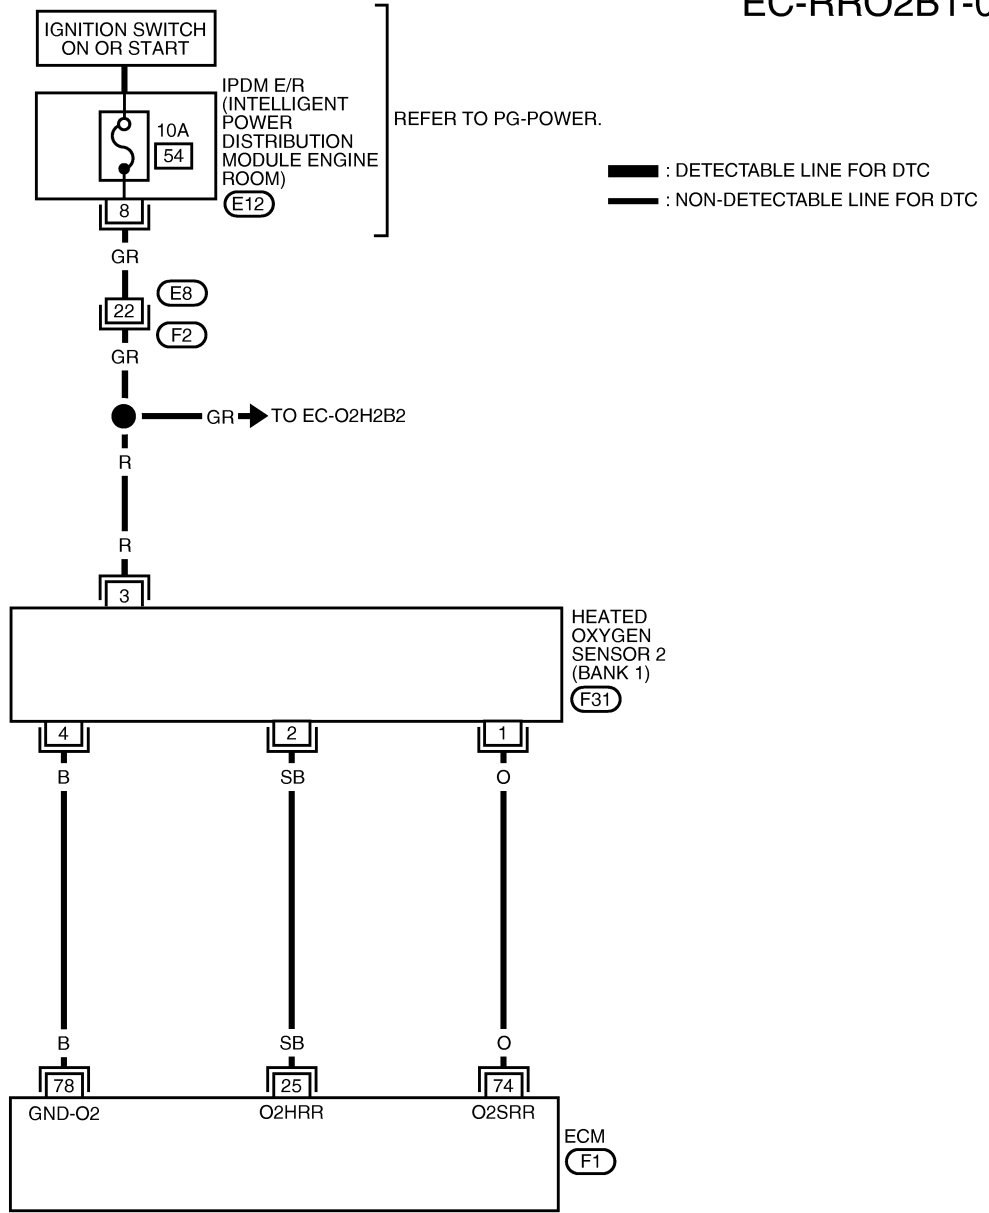 EC-RRO2B1-0
IGNITION SWITCH
ON OR START
IPDM E/R
(INTELLIGENT
POWER
DISTRIBUTION
MODULE ENGINE
ROOM)
10A
54
E12
REFER TO PG-POWER.
: DETECTABLE LINE FOR DTC
: NON-DETECTABLE LINE FOR DTC
8
GR
E8
22
F2
GR
GR
TO EC-O2H2B2
R
R
3
HEATED
OXYGEN
SENSOR 2
(BANK 1)
F31
4 2 1
B SB O
B SB O
78 25 74
GND-O2 O2HRR O2SRR
ECM
F1